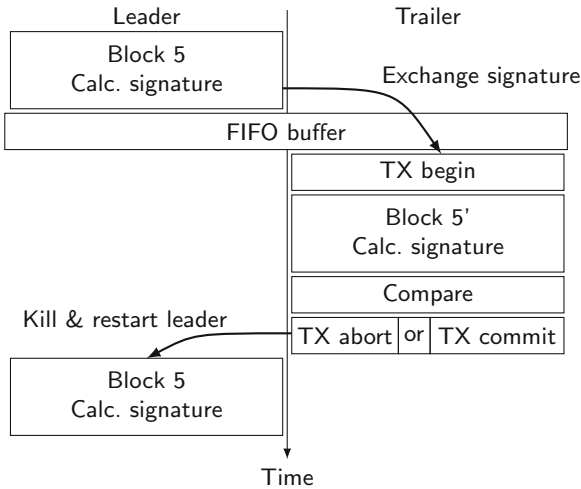 Leader
Trailer
Block 5
Calc. signature
Exchange signature
FIFO buffer
TX begin
Block 5'
Calc. signature
Compare
Kill & restart leader
TX abort or TX commit
Block 5
Calc. signature
Time